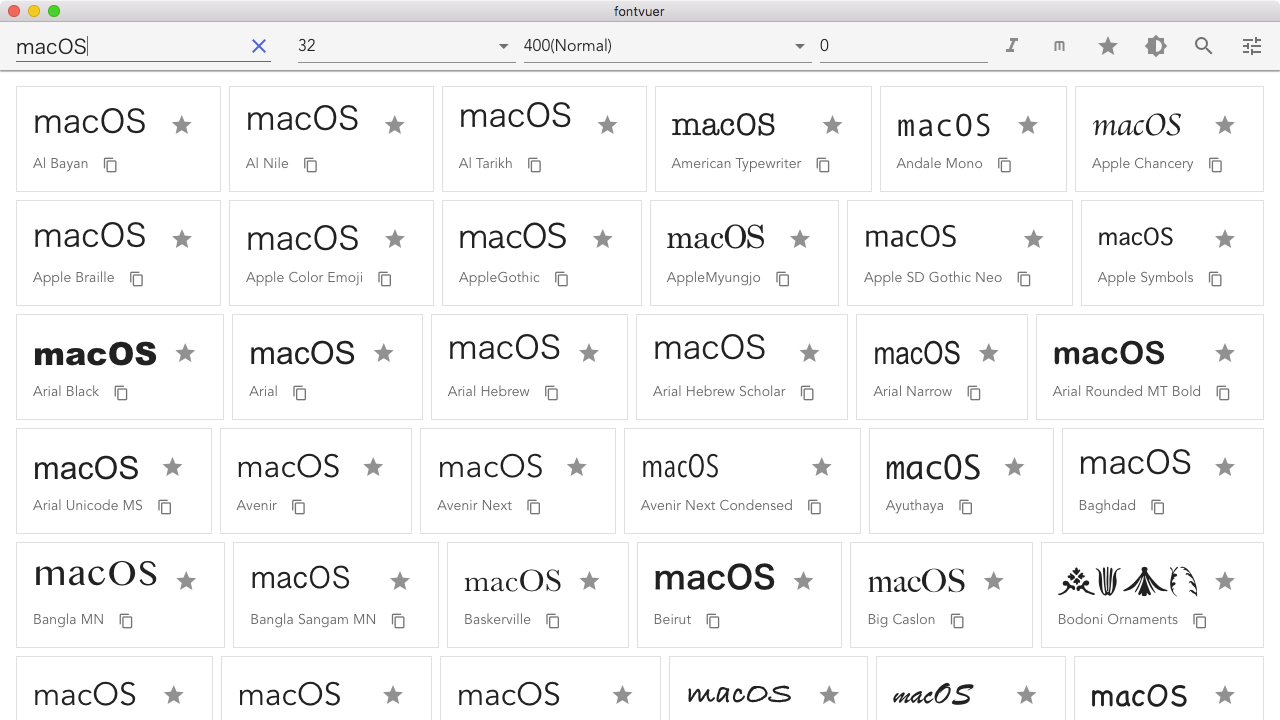 fontvuer
macOS 32 400(Normal) 0
macOS macOS macOS macOS macOS macOS
Al Bayan Al Nile Al Tarikh American Typewriter Andale Mono Apple Chancery
macOS macOS macOS macOS macOS macOS
Apple Braille Apple Color Emoji AppleGothic AppleMyungjo Apple SD Gothic Neo Apple Symbols
macOS macOS macOS macOS macOS macOS
Arial Black Arial Arial Hebrew Arial Hebrew Scholar Arial Narrow Arial Rounded MT Bold
macOS macOS macOS macOS macOS macOS
Arial Unicode MS Avenir Avenir Next Avenir Next Condensed Ayuthaya Baghdad
macOS macOS macOS macOS macOS
Bangla MN Bangla Sangam MN Baskerville Beirut Big Caslon Bodoni Ornaments
macOS macOS macOS macOS macOS macOS